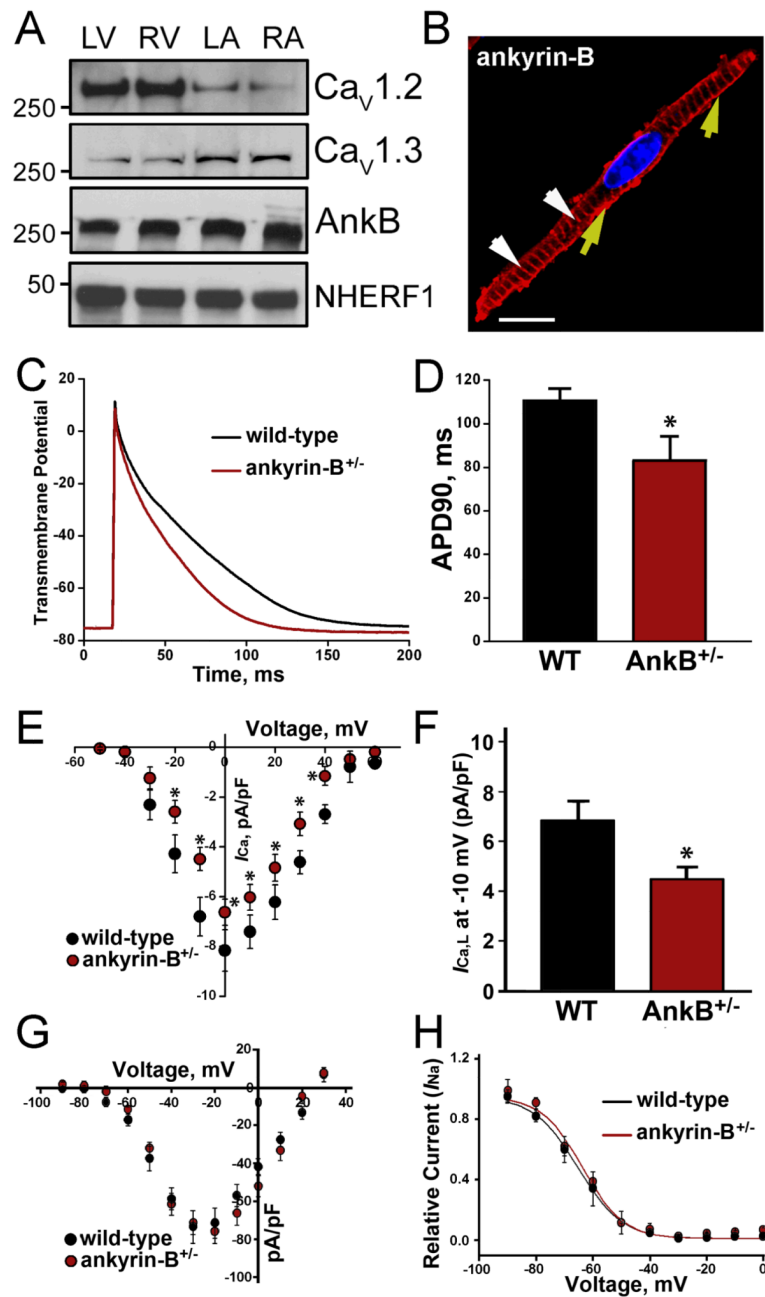 A
LV RV LA RA
250
CaV1.2
250
CaV1.3
250
AnkB
50
NHERF1
B
ankyrin-B
C
Transmembrane Potential
20
0
-20
-40
-60
-80
wild-type
ankyrin-B+/-
0 50 100 150 200
Time, ms
D
APD90, ms
120
100
80
60
40
20
0
*
WT AnkB+/-
E
Voltage, mV
-60 -40 -20 0 20 40 60
ICa, pA/pF
0
-2
-4
-6
-8
-10
* * * * * * *
wild-type
ankyrin-B+/-
F
ICa,L at -10 mV (pA/pF)
10
8
6
4
2
0
*
WT AnkB+/-
G
Voltage, mV
-100 -80 -60 -40 -20 0 20 40
20
0
-20
-40
-60
-80
-100
pA/pF
wild-type
ankyrin-B+/-
H
Relative Current (INa)
1.2
0.8
0.4
0.0
wild-type
ankyrin-B+/-
-100 -80 -60 -40 -20 0
Voltage, mV